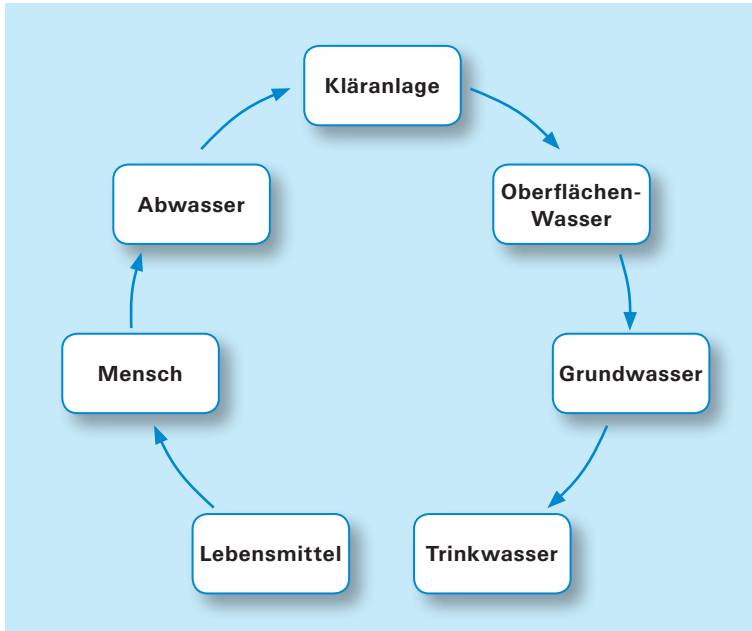 Kläranlage
Abwasser
Oberflächen-
Wasser
Mensch
Grundwasser
Lebensmittel
Trinkwasser